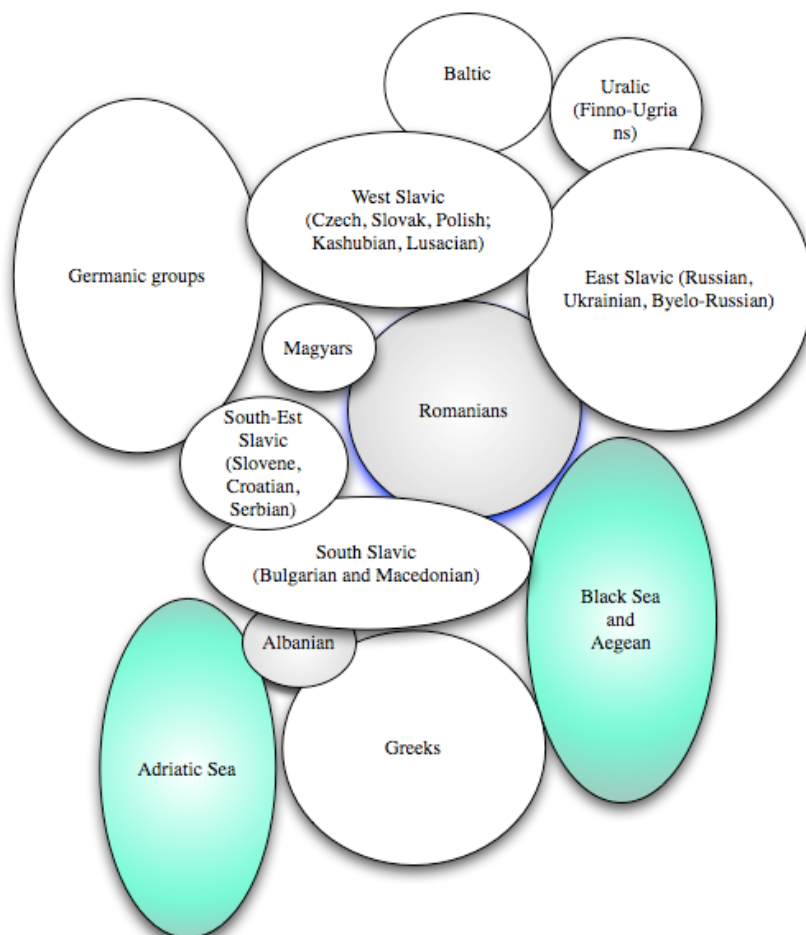 Baltic
Uralic
(Finno-Ugria
ns)
West Slavic
(Czech, Slovak, Polish;
Kashubian, Lusacian)
Germanic groups
East Slavic (Russian,
Ukrainian, Byelo-Russian)
Magyars
Romanians
South-Est
Slavic
(Slovene,
Croatian,
Serbian)
South Slavic
(Bulgarian and Macedonian)
Black Sea
and
Aegean
Albanian
Greeks
Adriatic Sea